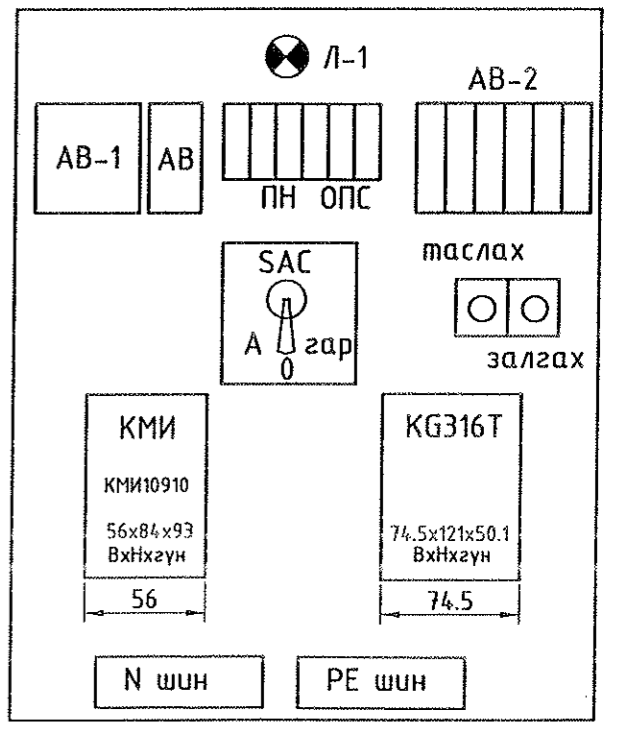 Л-1
АВ-2
АВ-1
АВ
ПН ОПС
SAC
А гар
0
таслах
залгах
КМИ
КМИ10910
56x84x93
ВхНхгүн
56
KG316T
74.5x121x50.1
ВхНхгүн
74.5
N шин
PE шин